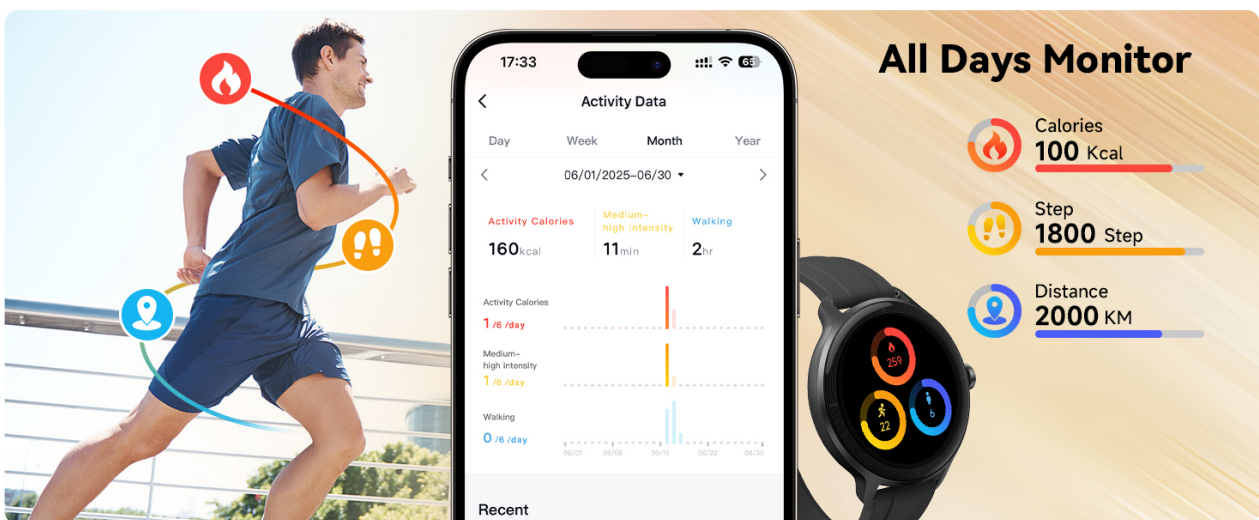 17:33
65
Activity Data
Day Week Month Year
06/01/2025–06/30
Activity Calories
Medium–
high intensity
Walking
160kcal
11min
2hr
Activity Calories
1 /6 /day
Medium–
high intensity
1 /6 /day
Walking
0 /6 /day
06/01 06/08 06/15 06/22 06/30
Recent
All Days Monitor
Calories
100 Kcal
Step
1800 Step
Distance
2000 KM
259
22
6